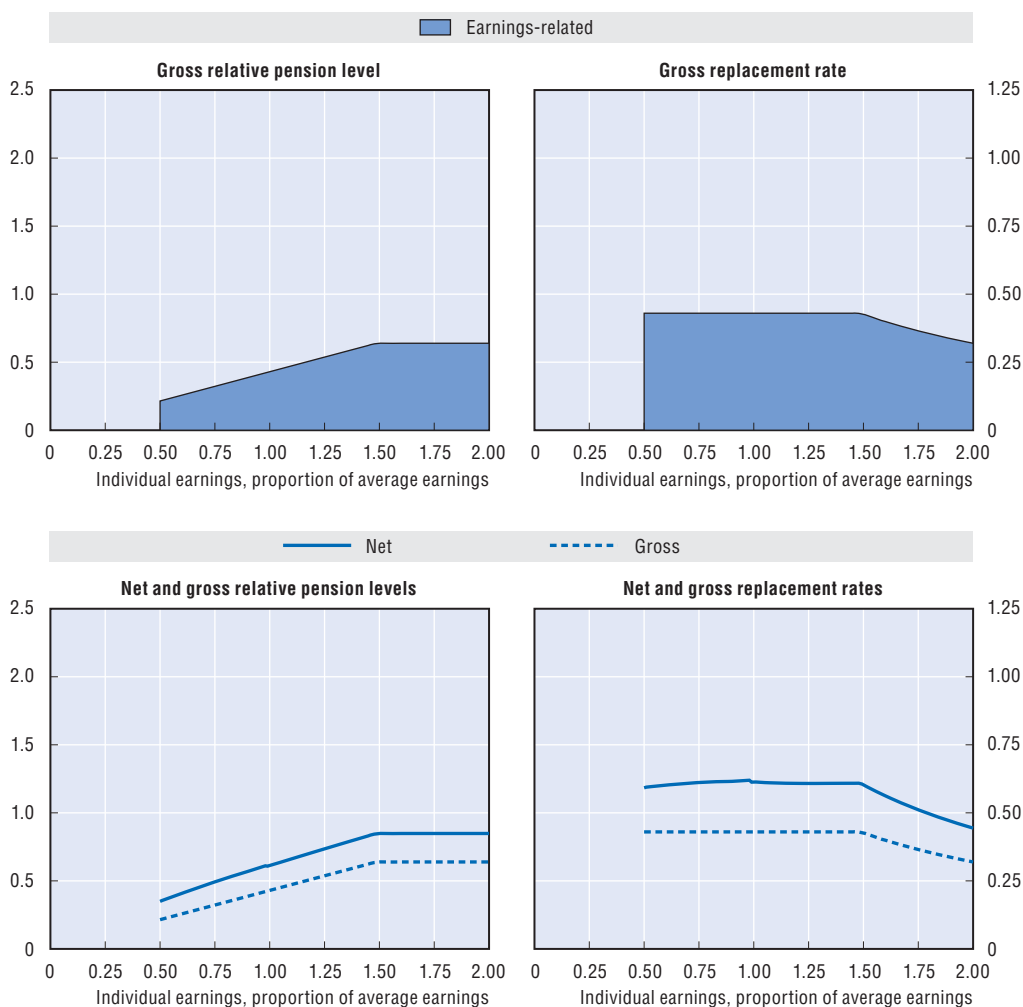 Earnings-related
Gross relative pension level
Gross replacement rate
2.5
2.0
1.5
1.0
0.5
0
1.25
1.00
0.75
0.50
0.25
0
0 0.25 0.50 0.75 1.00 1.25 1.50 1.75 2.00
0 0.25 0.50 0.75 1.00 1.25 1.50 1.75 2.00
Individual earnings, proportion of average earnings
Individual earnings, proportion of average earnings
Net Gross
Net and gross relative pension levels
Net and gross replacement rates
2.5
2.0
1.5
1.0
0.5
0
1.25
1.00
0.75
0.50
0.25
0
0 0.25 0.50 0.75 1.00 1.25 1.50 1.75 2.00
0 0.25 0.50 0.75 1.00 1.25 1.50 1.75 2.00
Individual earnings, proportion of average earnings
Individual earnings, proportion of average earnings